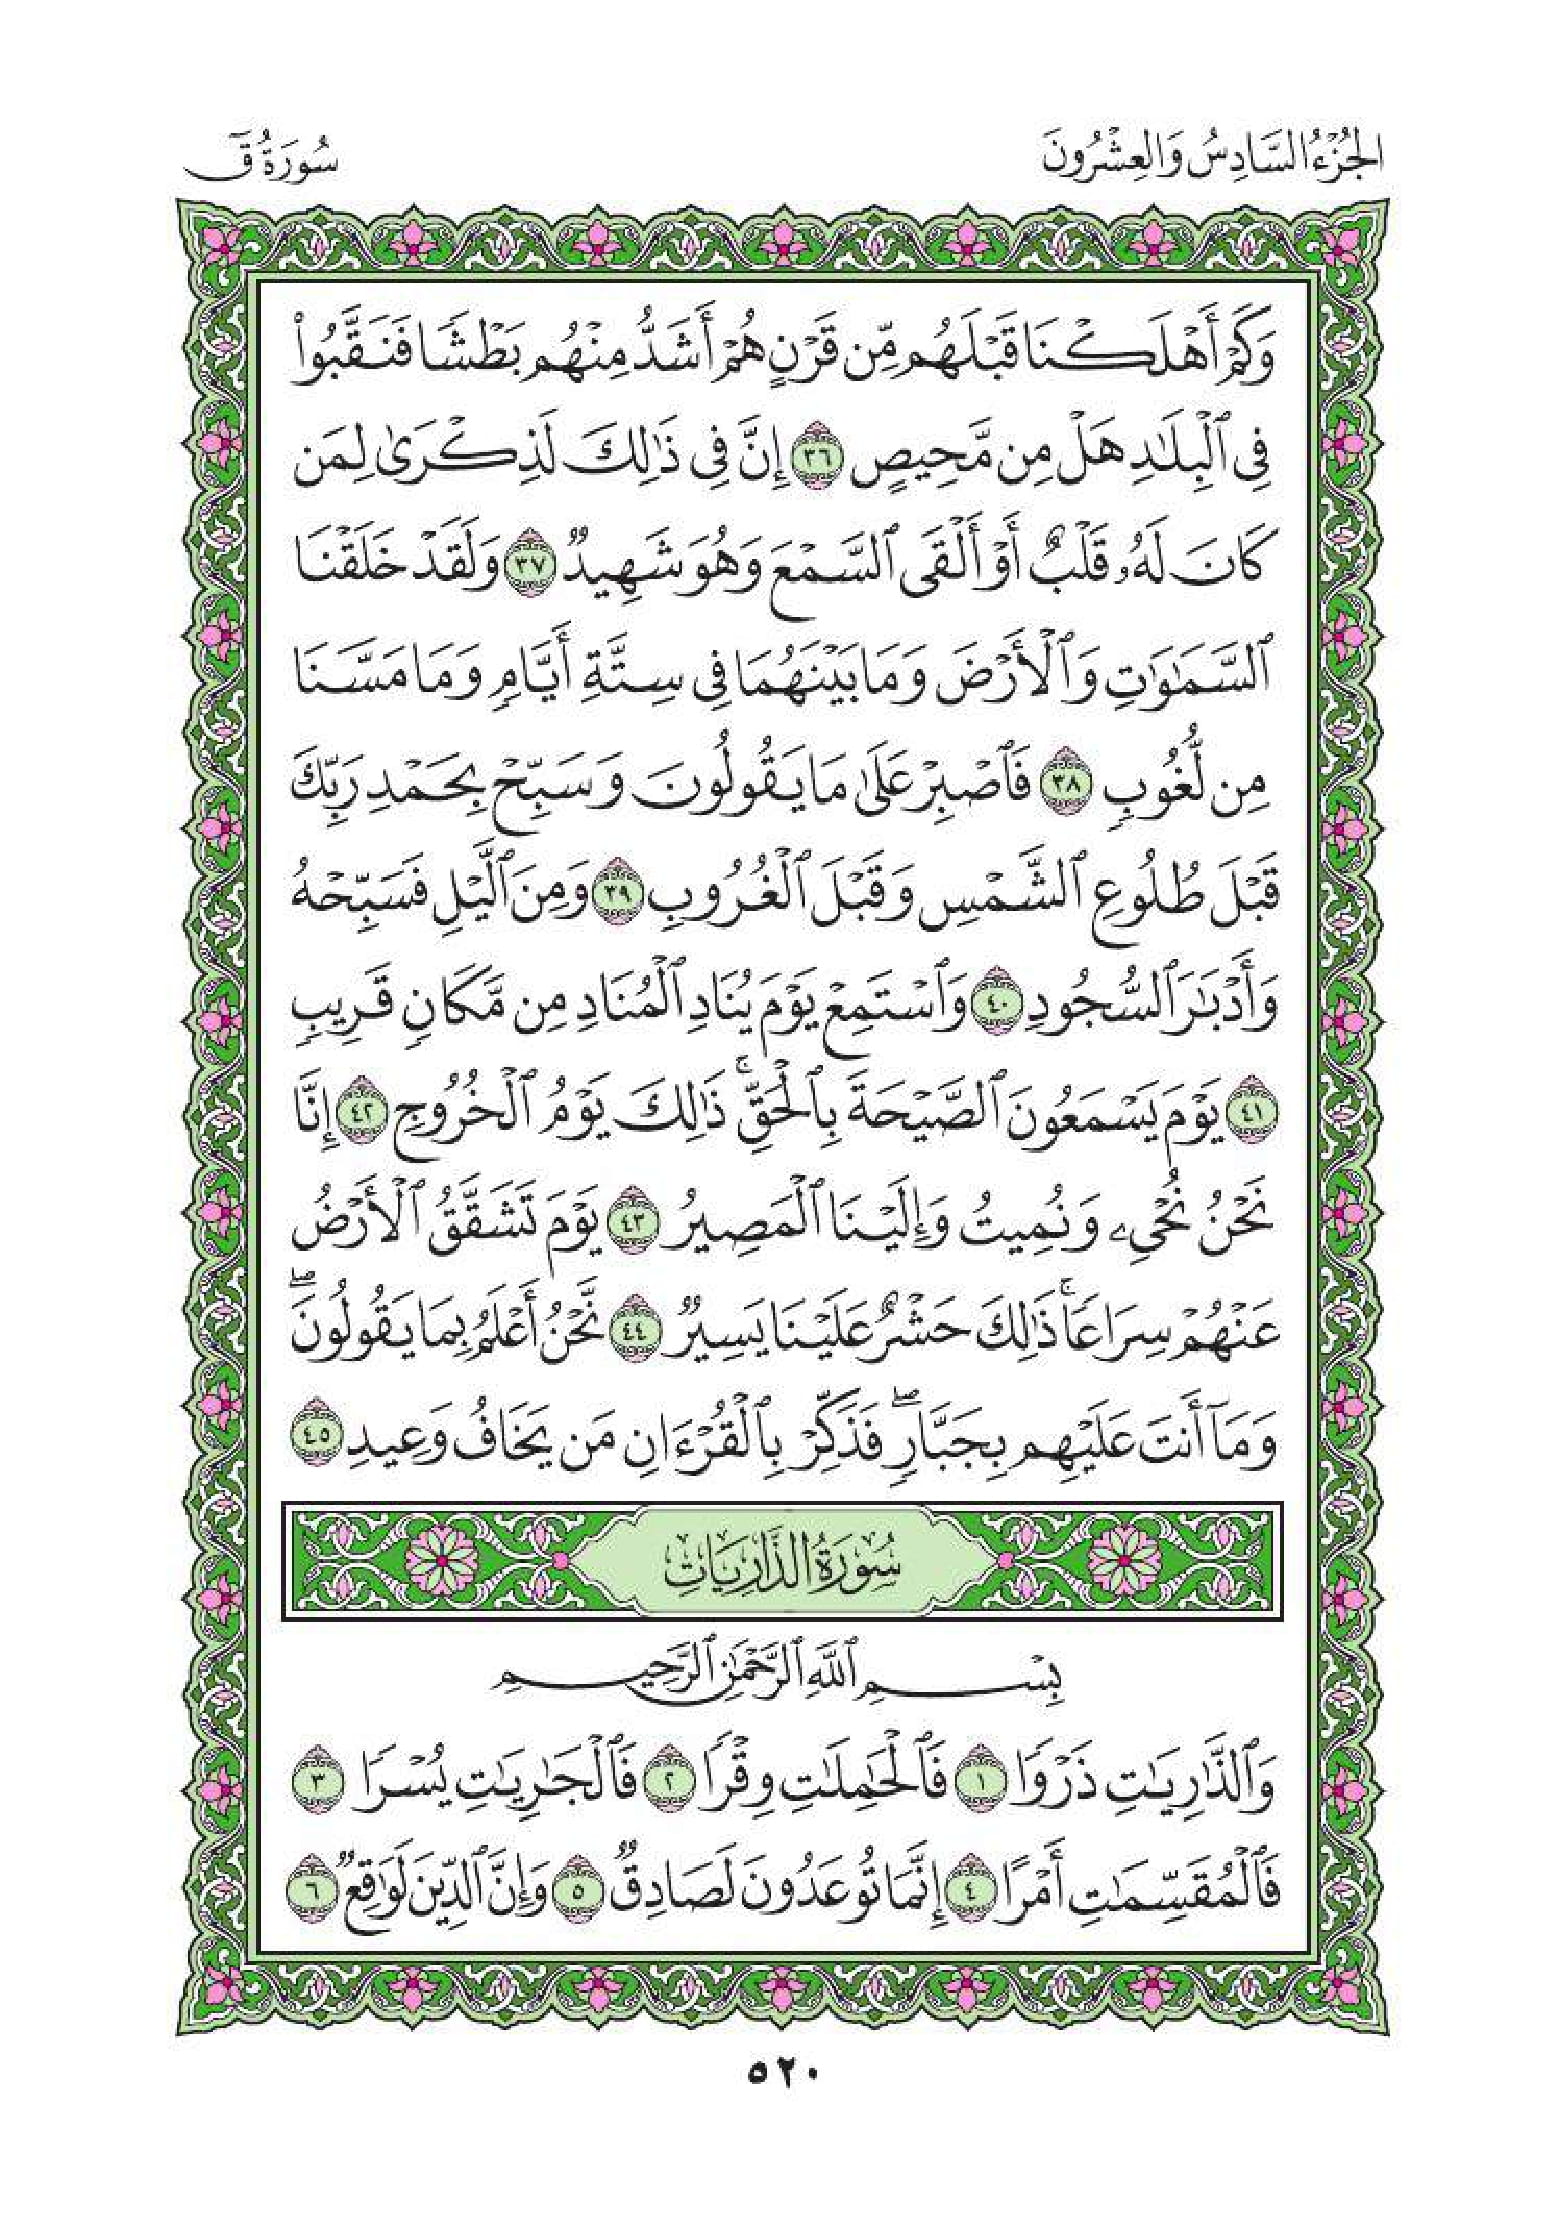 الجُزْءُ السَّادِسُ وَالعِشْرُونَ
سُورَةُ قٓ
وَكَمْ أَهْلَكْنَا قَبْلَهُم مِّن قَرْنٍ هُمْ أَشَدُّ مِنْهُم بَطْشًا فَنَقَّبُوا۟
فِى ٱلْبِلَـٰدِ هَلْ مِن مَّحِيصٍ ٣٦ إِنَّ فِى ذَٰلِكَ لَذِكْرَىٰ لِمَن
كَانَ لَهُۥ قَلْبٌ أَوْ أَلْقَى ٱلسَّمْعَ وَهُوَ شَهِيدٌ ٣٧ وَلَقَدْ خَلَقْنَا
ٱلسَّمَـٰوَٰتِ وَٱلْأَرْضَ وَمَا بَيْنَهُمَا فِى سِتَّةِ أَيَّامٍ وَمَا مَسَّنَا
مِن لُّغُوبٍ ٣٨ فَٱصْبِرْ عَلَىٰ مَا يَقُولُونَ وَسَبِّحْ بِحَمْدِ رَبِّكَ
قَبْلَ طُلُوعِ ٱلشَّمْسِ وَقَبْلَ ٱلْغُرُوبِ ٣٩ وَمِنَ ٱلَّيْلِ فَسَبِّحْهُ
وَأَدْبَـٰرَ ٱلسُّجُودِ ٤٠ وَٱسْتَمِعْ يَوْمَ يُنَادِ ٱلْمُنَادِ مِن مَّكَانٍ قَرِيبٍ
٤١ يَوْمَ يَسْمَعُونَ ٱلصَّيْحَةَ بِٱلْحَقِّ ۚ ذَٰلِكَ يَوْمُ ٱلْخُرُوجِ ٤٢ إِنَّا
نَحْنُ نُحْىِۦ وَنُمِيتُ وَإِلَيْنَا ٱلْمَصِيرُ ٤٣ يَوْمَ تَشَقَّقُ ٱلْأَرْضُ
عَنْهُمْ سِرَاعًا ۚ ذَٰلِكَ حَشْرٌ عَلَيْنَا يَسِيرٌ ٤٤ نَّحْنُ أَعْلَمُ بِمَا يَقُولُونَ ۖ
وَمَآ أَنتَ عَلَيْهِم بِجَبَّارٍ ۖ فَذَكِّرْ بِٱلْقُرْءَانِ مَن يَخَافُ وَعِيدِ ٤٥
سُورَةُ الذَّارِيَاتِ
بِسْمِ ٱللَّهِ ٱلرَّحْمَـٰنِ ٱلرَّحِيمِ
وَٱلذَّٰرِيَـٰتِ ذَرْوًا ١ فَٱلْحَـٰمِلَـٰتِ وِقْرًا ٢ فَٱلْجَـٰرِيَـٰتِ يُسْرًا ٣
فَٱلْمُقَسِّمَـٰتِ أَمْرًا ٤ إِنَّمَا تُوعَدُونَ لَصَادِقٌ ٥ وَإِنَّ ٱلدِّينَ لَوَٰقِعٌ ٦
٥٢٠